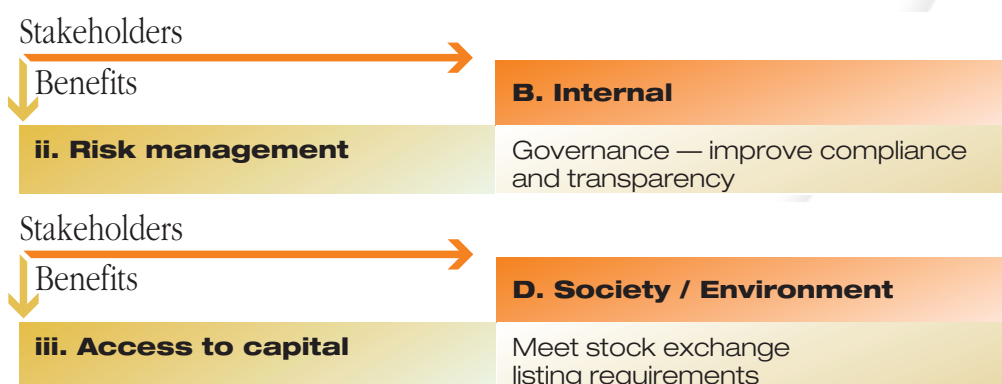 Stakeholders
Benefits
B. Internal
ii. Risk management
Governance — improve compliance
and transparency
Stakeholders
Benefits
D. Society / Environment
iii. Access to capital
Meet stock exchange
listing requirements